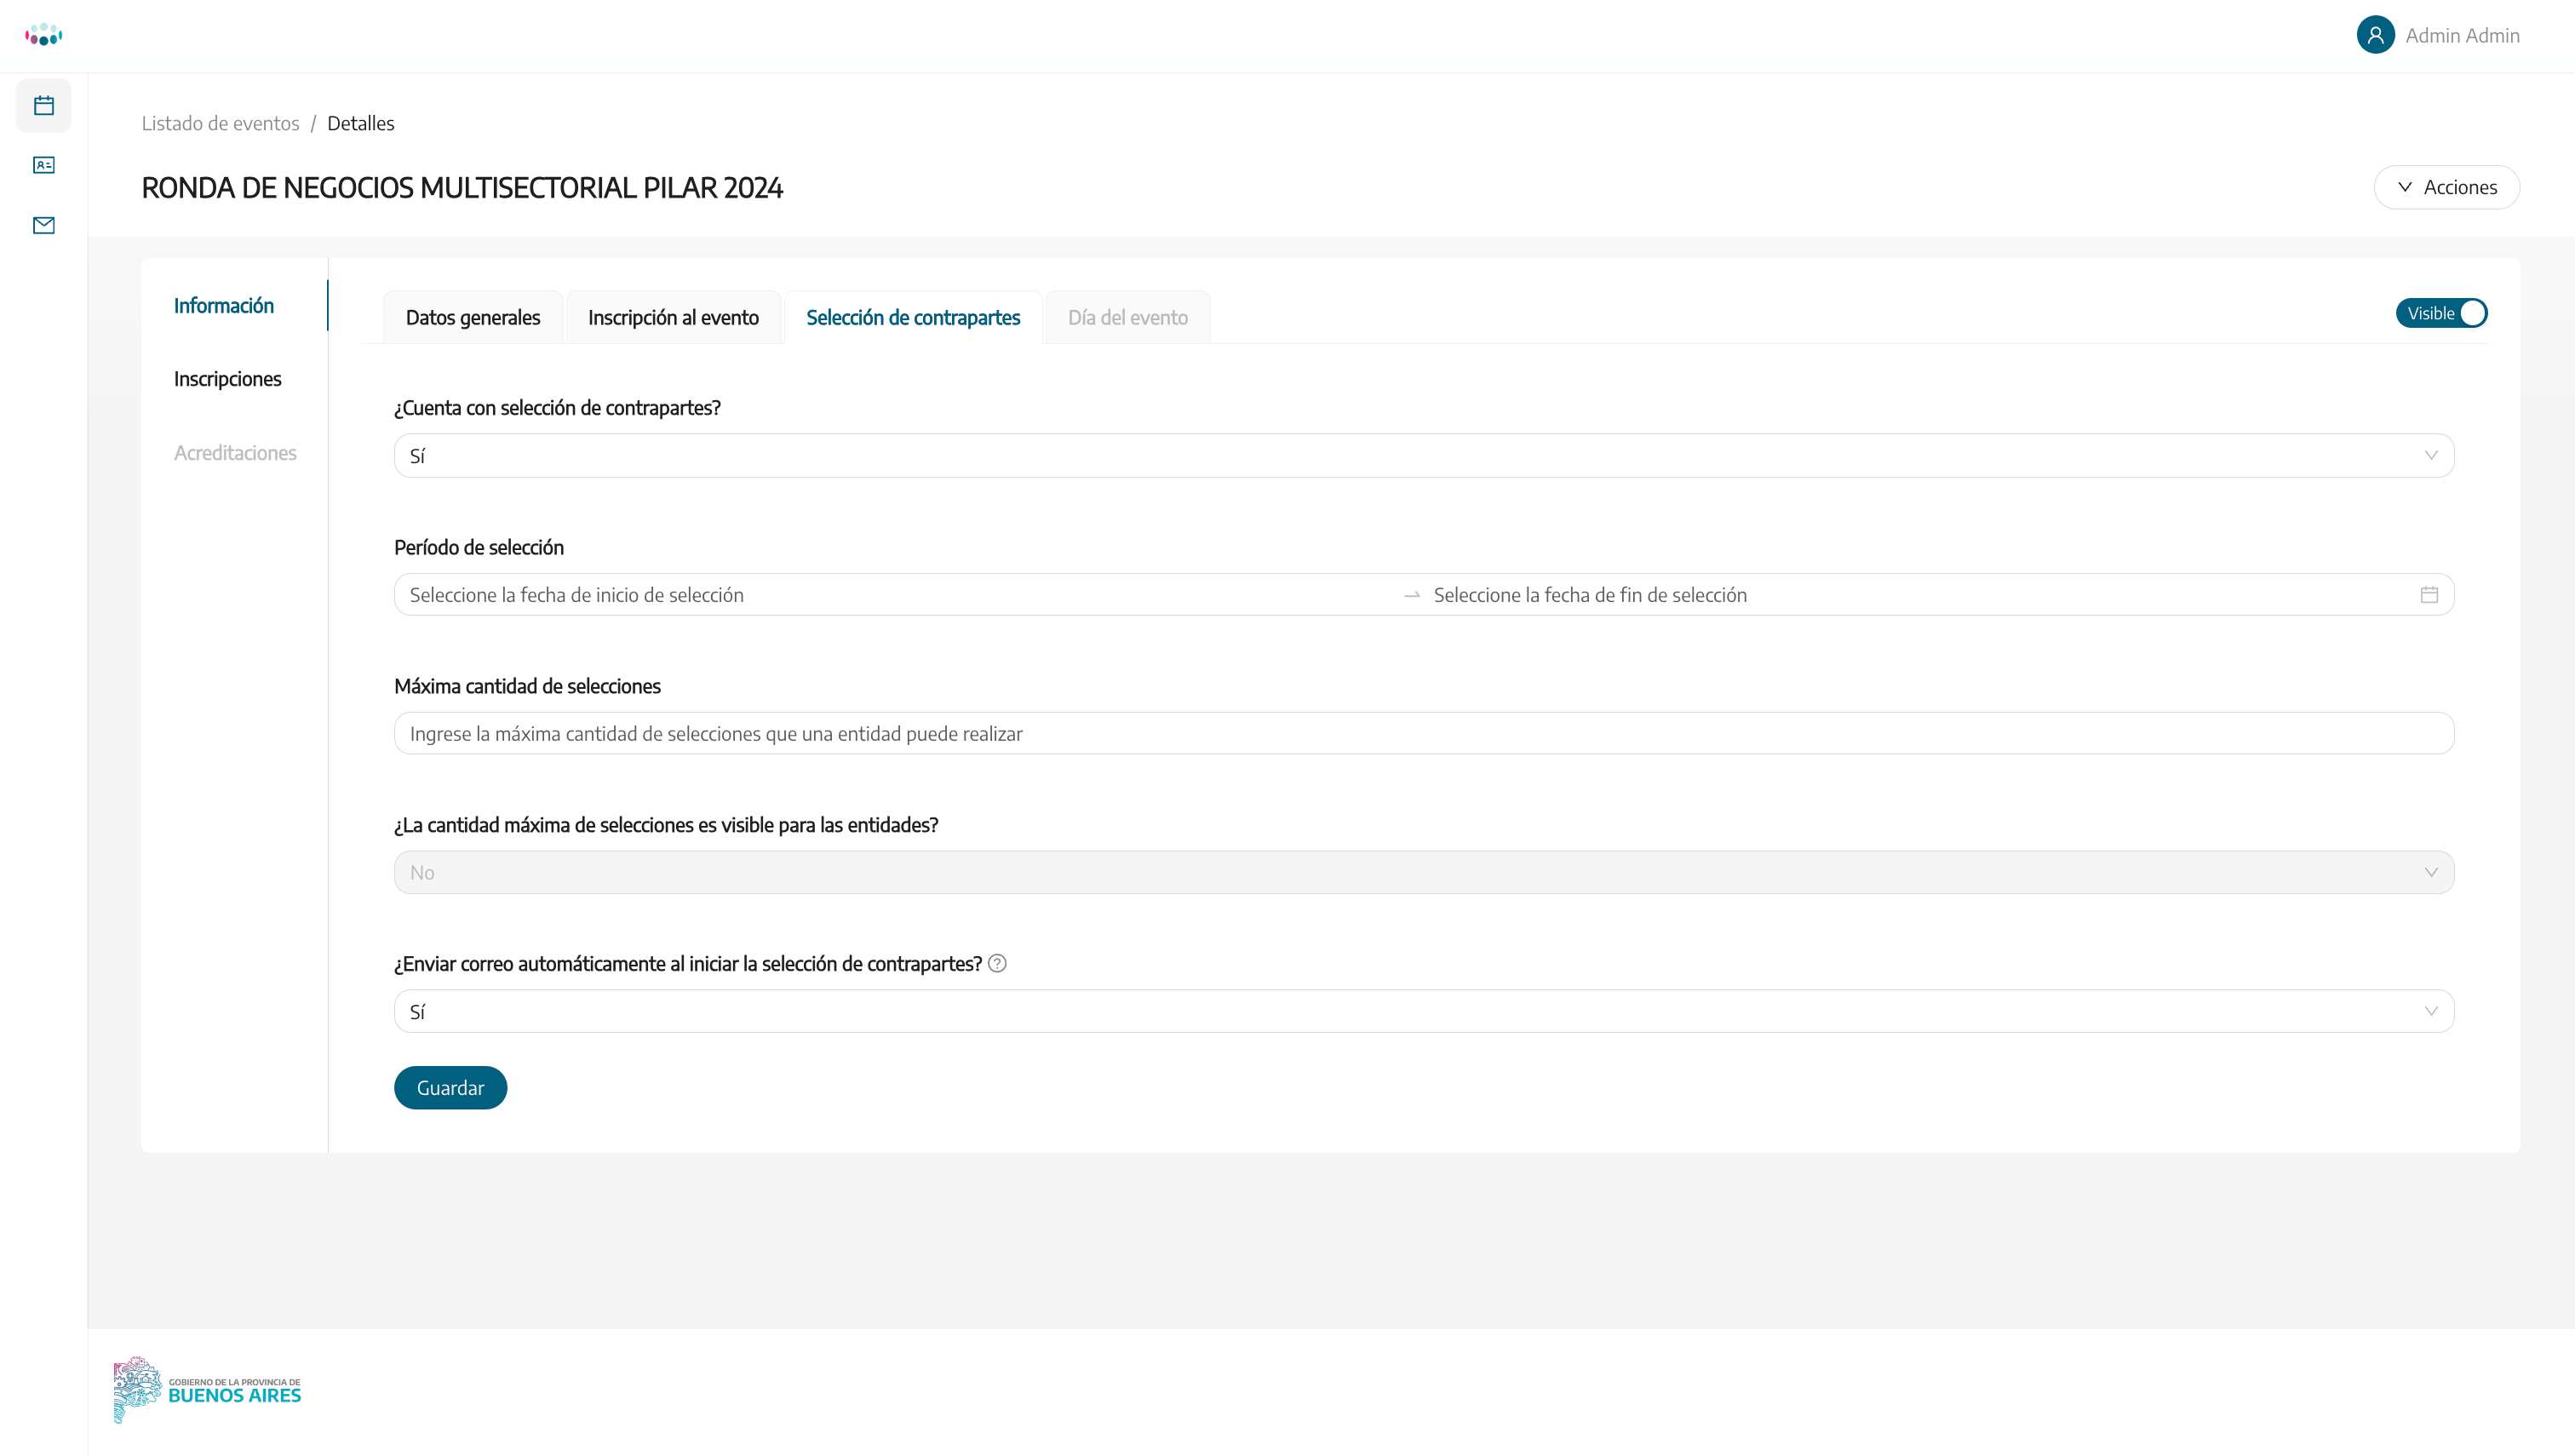 Admin Admin
Listado de eventos / Detalles
RONDA DE NEGOCIOS MULTISECTORIAL PILAR 2024
Acciones
Información
Inscripciones
Acreditaciones
Datos generales
Inscripción al evento
Selección de contrapartes
Día del evento
Visible
¿Cuenta con selección de contrapartes?
Sí
Período de selección
Seleccione la fecha de inicio de selección
Seleccione la fecha de fin de selección
Máxima cantidad de selecciones
Ingrese la máxima cantidad de selecciones que una entidad puede realizar
¿La cantidad máxima de selecciones es visible para las entidades?
No
¿Enviar correo automáticamente al iniciar la selección de contrapartes?
Sí
Guardar
GOBIERNO DE LA PROVINCIA DE
BUENOS AIRES